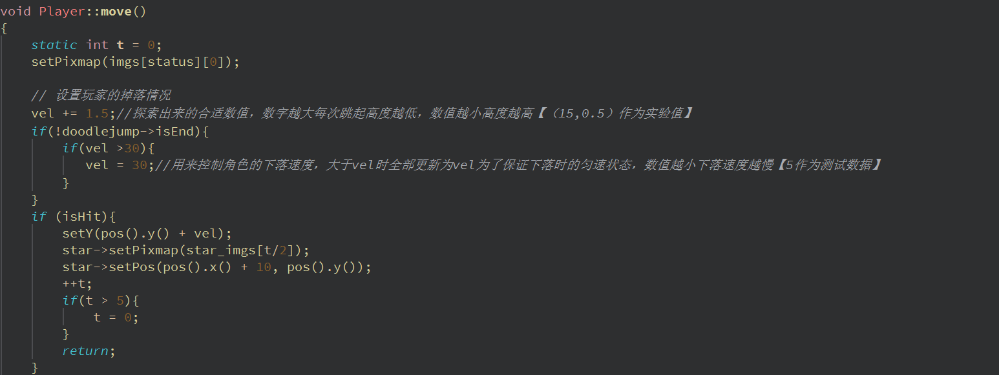 void Player::move()
{
static int t = 0;
setPixmap(imgs[status][0]);
// 设置玩家的掉落情况
vel += 1.5;//探索出来的合适数值，数字越大每次跳起高度越低，数值越小高度越高【（15,0.5）作为实验值】
if(!doodlejump->isEnd){
if(vel >30){
vel = 30;//用来控制角色的下落速度，大于vel时全部更新为vel为了保证下落时的匀速状态，数值越小下落速度越慢【5作为测试数据】
}
}
if (isHit){
setY(pos().y() + vel);
star->setPixmap(star_imgs[t/2]);
star->setPos(pos().x() + 10, pos().y());
++t;
if(t > 5){
t = 0;
}
return;
}